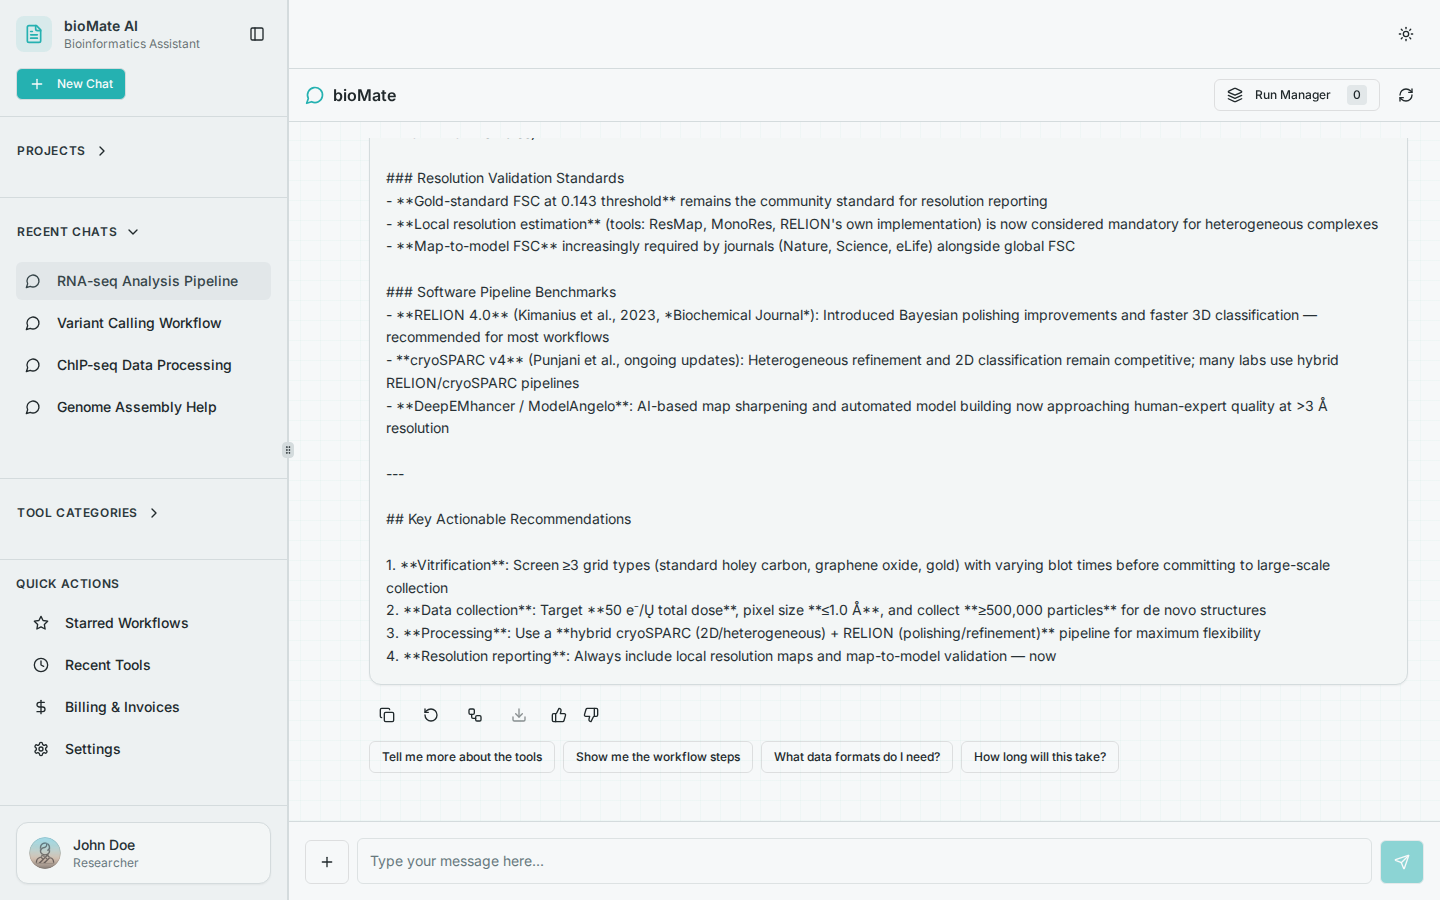 bioMate AI
Bioinformatics Assistant
New Chat
PROJECTS
RECENT CHATS
RNA-seq Analysis Pipeline
Variant Calling Workflow
ChIP-seq Data Processing
Genome Assembly Help
TOOL CATEGORIES
QUICK ACTIONS
Starred Workflows
Recent Tools
Billing & Invoices
Settings
John Doe
Researcher
bioMate
Run Manager 0
### Resolution Validation Standards
- **Gold-standard FSC at 0.143 threshold** remains the community standard for resolution reporting
- **Local resolution estimation** (tools: ResMap, MonoRes, RELION's own implementation) is now considered mandatory for heterogeneous complexes
- **Map-to-model FSC** increasingly required by journals (Nature, Science, eLife) alongside global FSC
### Software Pipeline Benchmarks
- **RELION 4.0** (Kimanius et al., 2023, *Biochemical Journal*): Introduced Bayesian polishing improvements and faster 3D classification —
recommended for most workflows
- **cryoSPARC v4** (Punjani et al., ongoing updates): Heterogeneous refinement and 2D classification remain competitive; many labs use hybrid
RELION/cryoSPARC pipelines
- **DeepEMhancer / ModelAngelo**: AI-based map sharpening and automated model building now approaching human-expert quality at >3 Å
resolution
---
## Key Actionable Recommendations
1. **Vitrification**: Screen ≥3 grid types (standard holey carbon, graphene oxide, gold) with varying blot times before committing to large-scale
collection
2. **Data collection**: Target **50 e⁻/Ų total dose**, pixel size **≤1.0 Å**, and collect **≥500,000 particles** for de novo structures
3. **Processing**: Use a **hybrid cryoSPARC (2D/heterogeneous) + RELION (polishing/refinement)** pipeline for maximum flexibility
4. **Resolution reporting**: Always include local resolution maps and map-to-model validation — now
Tell me more about the tools
Show me the workflow steps
What data formats do I need?
How long will this take?
Type your message here...